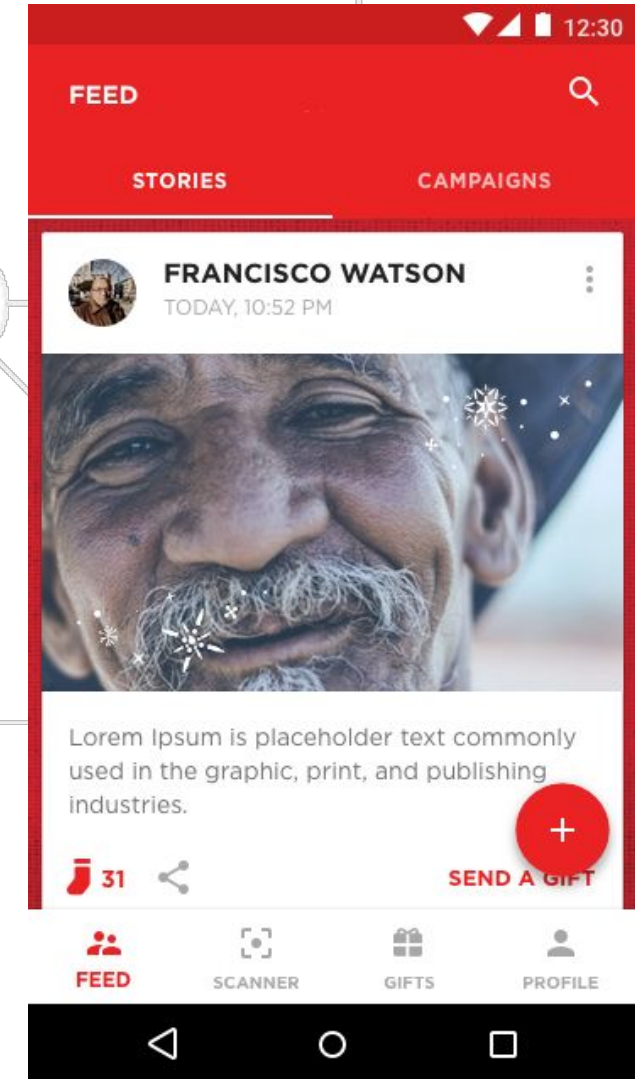 12:30
FEED
STORIES
CAMPAIGNS
FRANCISCO WATSON
TODAY, 10:52 PM
Lorem Ipsum is placeholder text commonly
used in the graphic, print, and publishing
industries.
31
SEND A GIFT
FEED
SCANNER
GIFTS
PROFILE